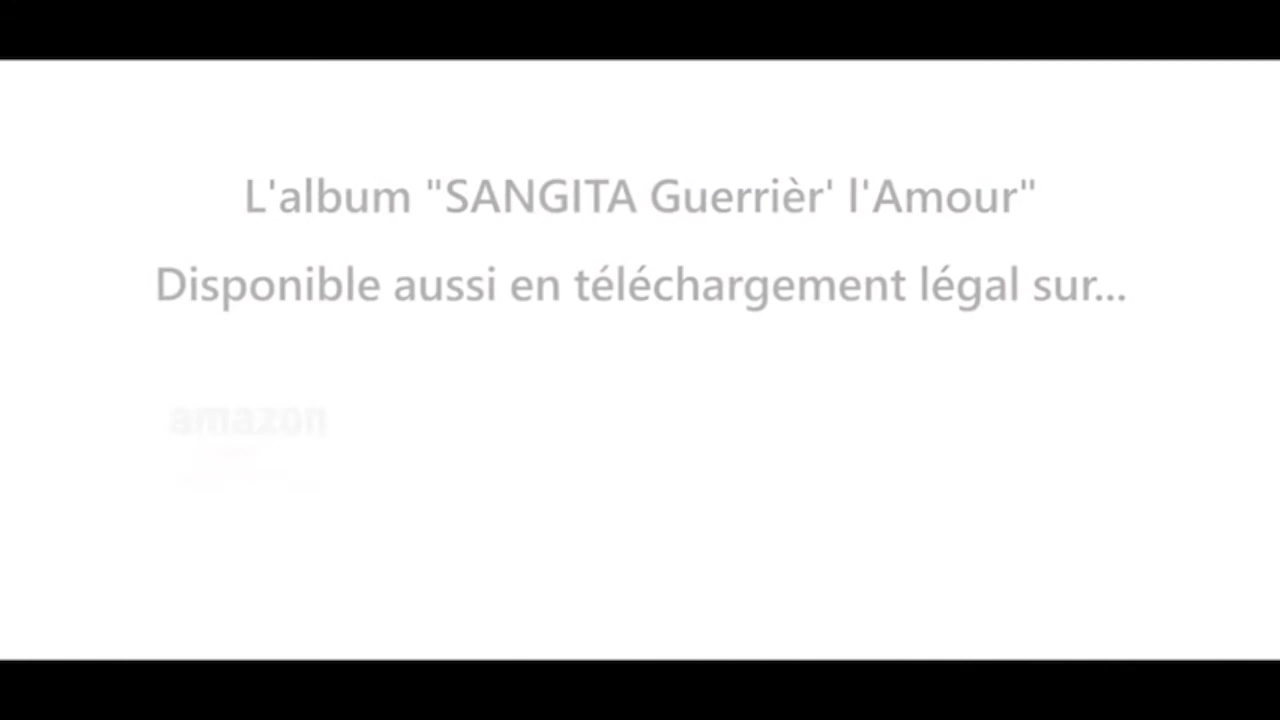 L'album "SANGITA Guerrièr' l'Amour"
Disponible aussi en téléchargement légal sur...
amazon